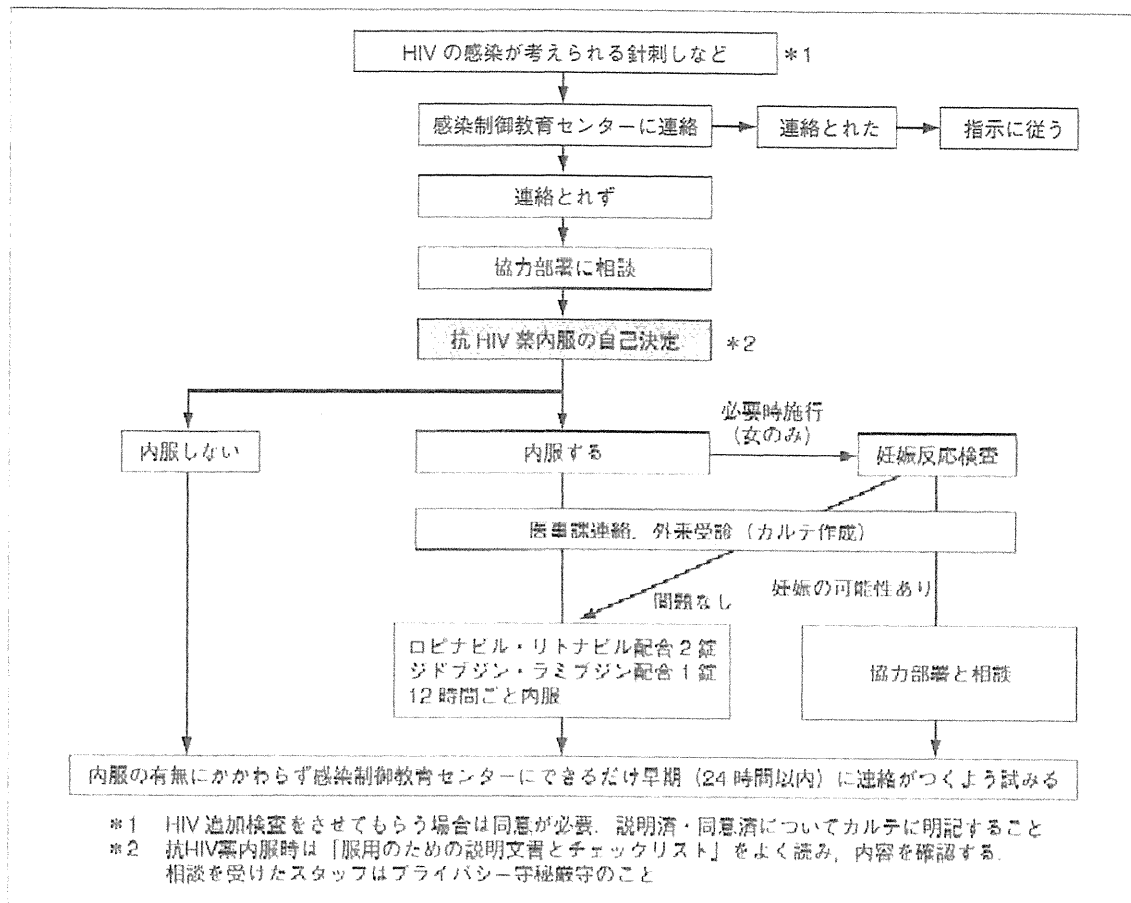 HIVの感染が考えられる針刺しなど
*1
感染制御教育センターに連絡
連絡とれた
指示に従う
連絡とれず
協力部署に相談
抗HIV薬内服の自己決定
*2
内服しない
内服する
必要時施行
(女のみ)
妊娠反応検査
医事課連絡, 外来受診(カルテ作成)
問題なし
妊娠の可能性あり
ロピナビル・リトナビル配合2錠
ジドブジン・ラミブジン配合1錠
12時間ごと内服
協力部署と相談
内服の有無にかかわらず感染制御教育センターにできるだけ早期(24時間以内)に連絡がつくよう試みる
*1 HIV追加検査をさせてもらう場合は同意が必要. 説明済・同意済についてカルテに明記すること
*2 抗HIV薬内服時は「服用のための説明文書とチェックリスト」をよく読み, 内容を確認する.
相談を受けたスタッフはプライバシー守秘厳守のこと